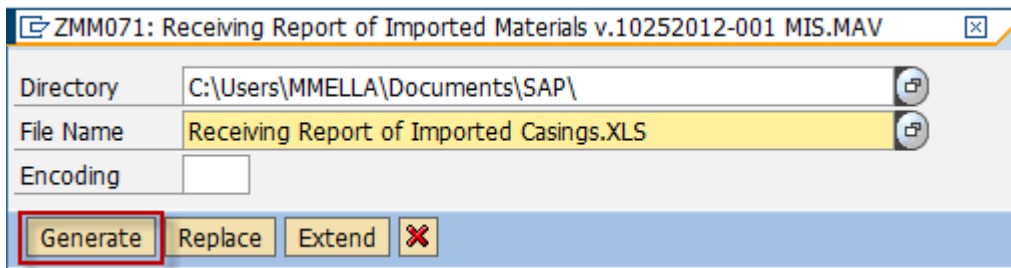 ZMM071: Receiving Report of Imported Materials v.10252012-001 MIS.MAV
Directory C:\Users\MMELLA\Documents\SAP\
File Name Receiving Report of Imported Casings.XLS
Encoding
Generate Replace Extend